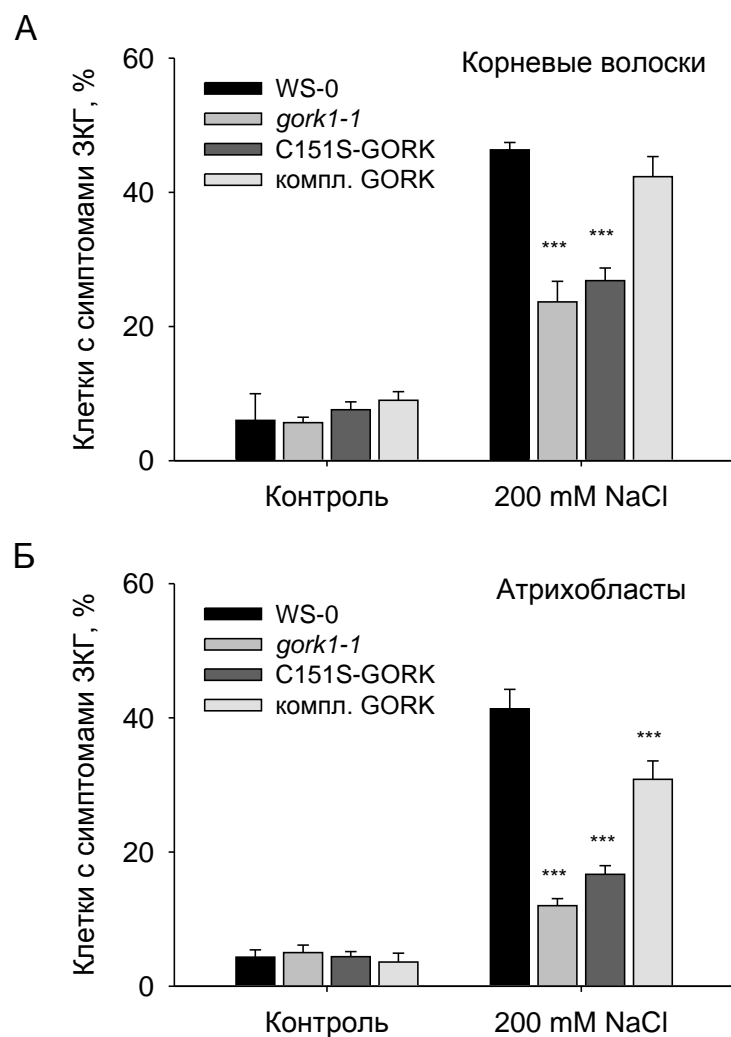 А
Клетки с симптомами ЗКГ, %
60
40
20
0
Корневые волоски
WS-0
gork1-1
C151S-GORK
компл. GORK
***
***
Контроль
200 mM NaCl
Б
Клетки с симптомами ЗКГ, %
60
40
20
0
Атрихобласты
WS-0
gork1-1
C151S-GORK
компл. GORK
***
***
***
Контроль
200 mM NaCl